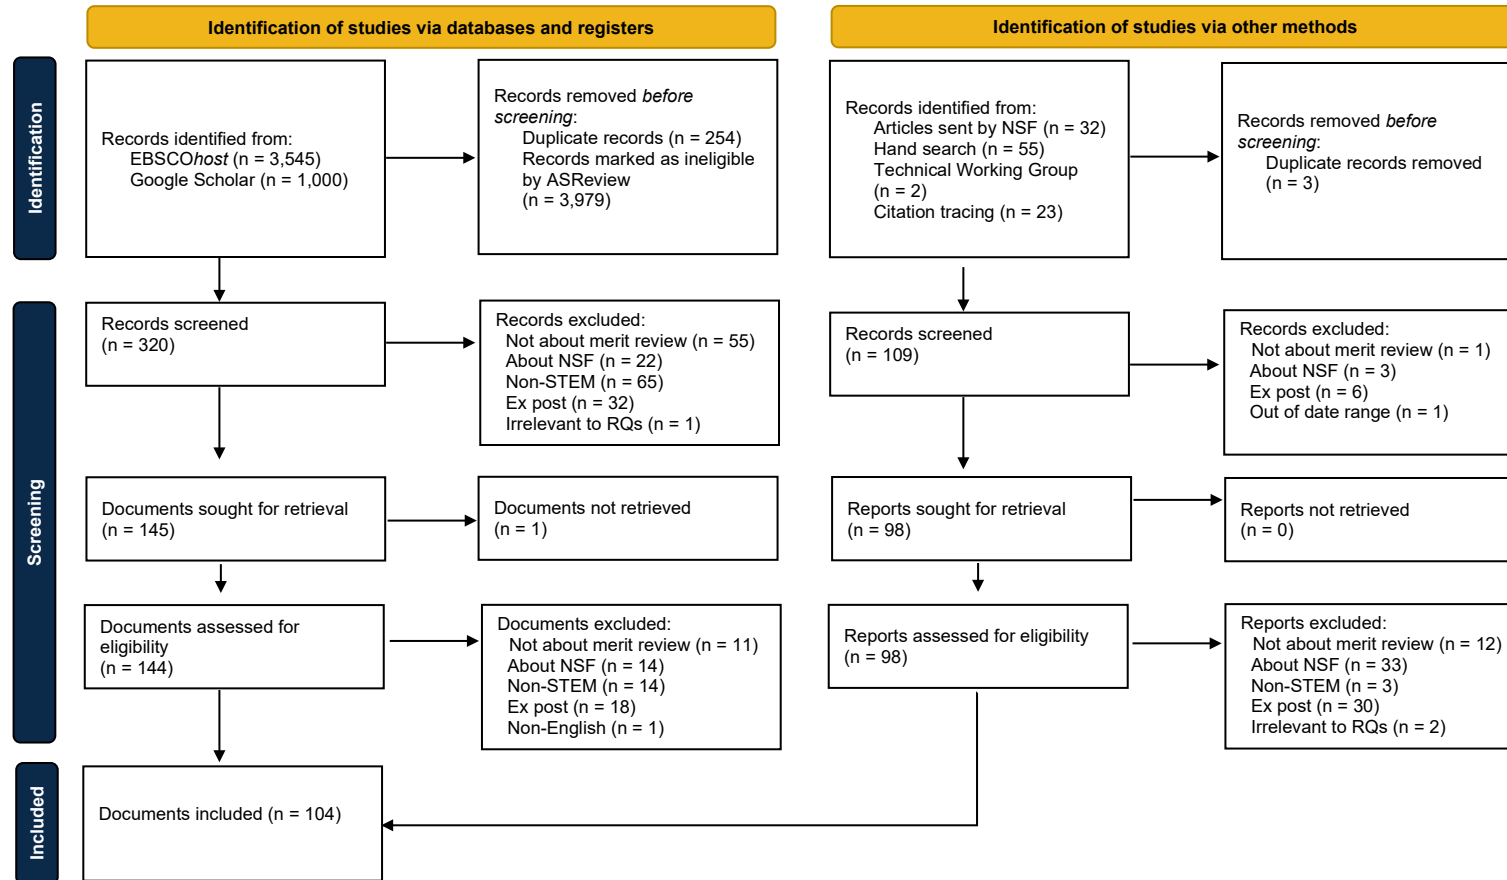 Identification of studies via databases and registers
Identification of studies via other methods
Identification
Records identified from:
EBSCOhost (n = 3,545)
Google Scholar (n = 1,000)
Records removed before
screening:
Duplicate records (n = 254)
Records marked as ineligible
by ASReview
(n = 3,979)
Records identified from:
Articles sent by NSF (n = 32)
Hand search (n = 55)
Technical Working Group
(n = 2)
Citation tracing (n = 23)
Records removed before
screening:
Duplicate records removed
(n = 3)
Screening
Records screened
(n = 320)
Records excluded:
Not about merit review (n = 55)
About NSF (n = 22)
Non-STEM (n = 65)
Ex post (n = 32)
Irrelevant to RQs (n = 1)
Records screened
(n = 109)
Records excluded:
Not about merit review (n = 1)
About NSF (n = 3)
Ex post (n = 6)
Out of date range (n = 1)
Documents sought for retrieval
(n = 145)
Documents not retrieved
(n = 1)
Reports sought for retrieval
(n = 98)
Reports not retrieved
(n = 0)
Documents assessed for
eligibility
(n = 144)
Documents excluded:
Not about merit review (n = 11)
About NSF (n = 14)
Non-STEM (n = 14)
Ex post (n = 18)
Non-English (n = 1)
Reports assessed for eligibility
(n = 98)
Reports excluded:
Not about merit review (n = 12)
About NSF (n = 33)
Non-STEM (n = 3)
Ex post (n = 30)
Irrelevant to RQs (n = 2)
Included
Documents included (n = 104)